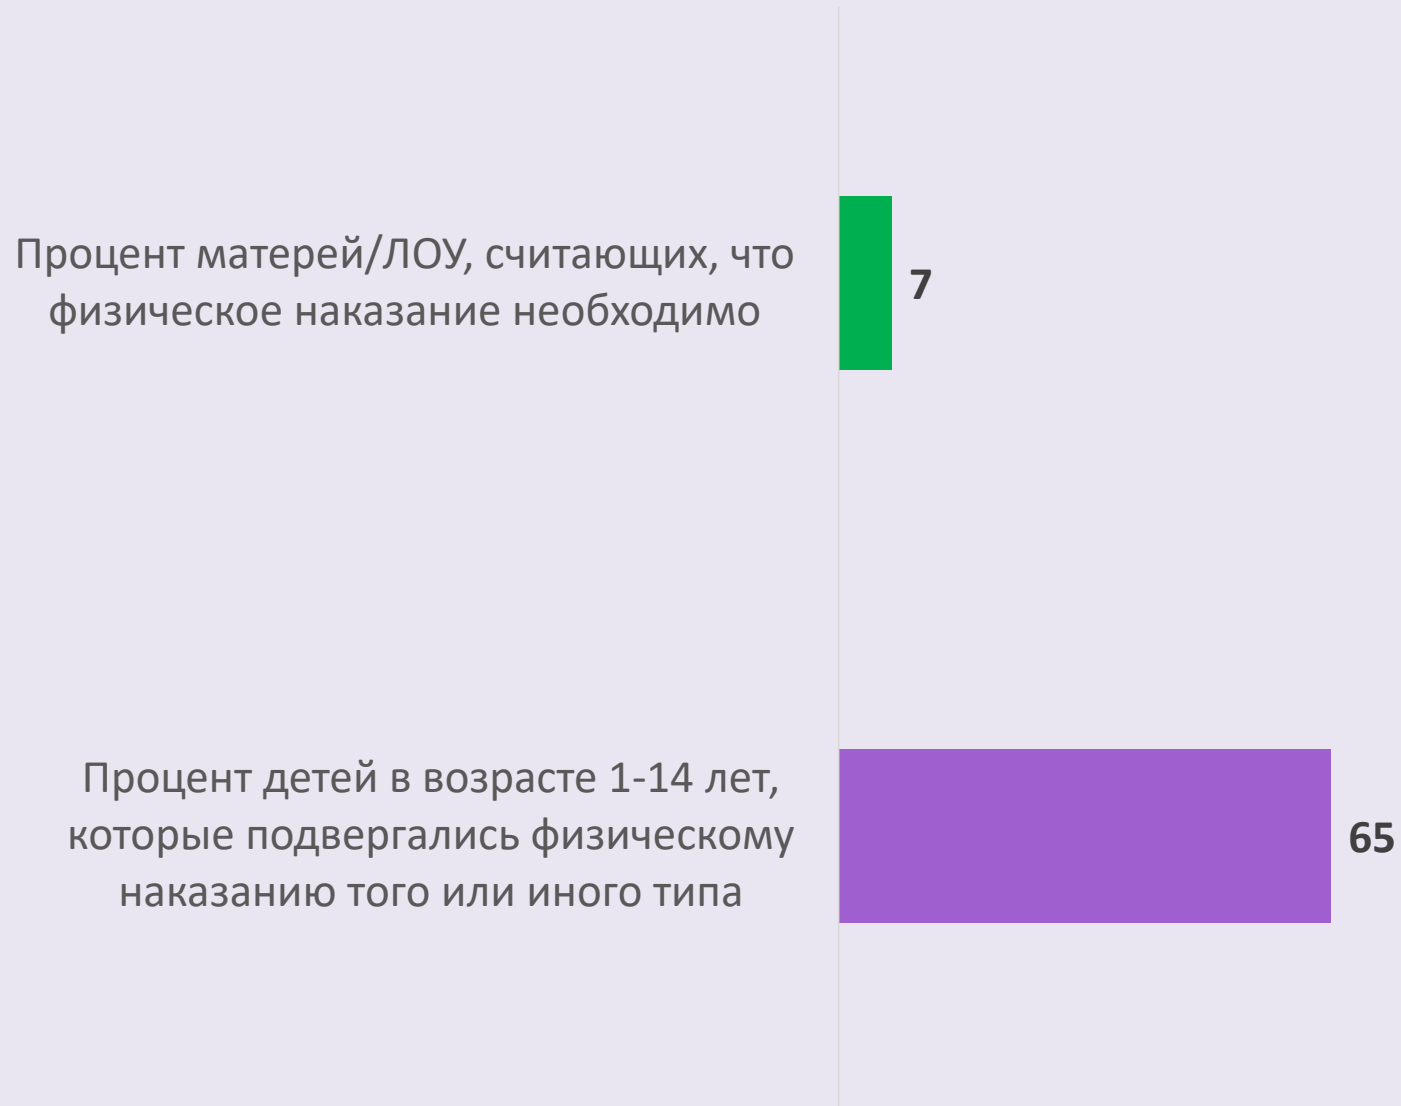 Процент матерей/ЛОУ, считающих, что
физическое наказание необходимо
7
Процент детей в возрасте 1-14 лет,
которые подвергались физическому
наказанию того или иного типа
65